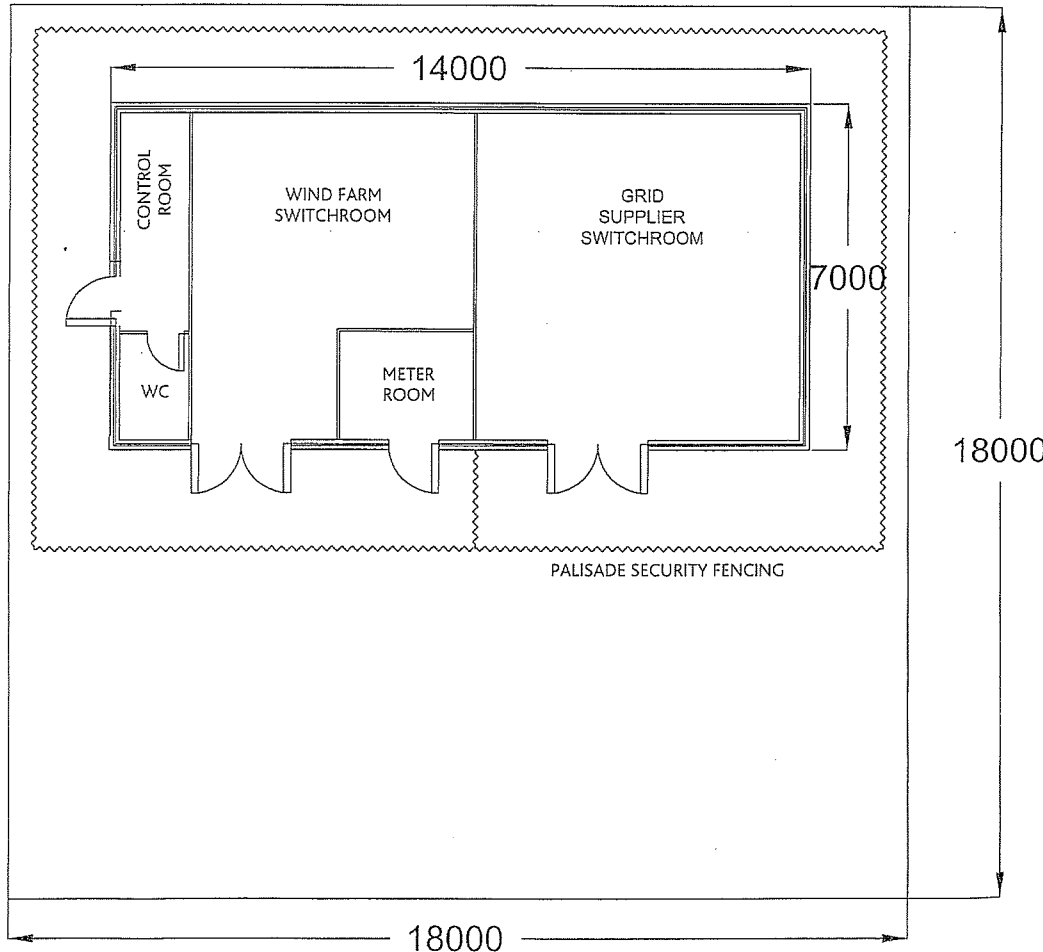 14000
CONTROL
ROOM
WIND FARM
SWITCHROOM
GRID
SUPPLIER
SWITCHROOM
7000
WC
METER
ROOM
18000
PALISADE SECURITY FENCING
18000